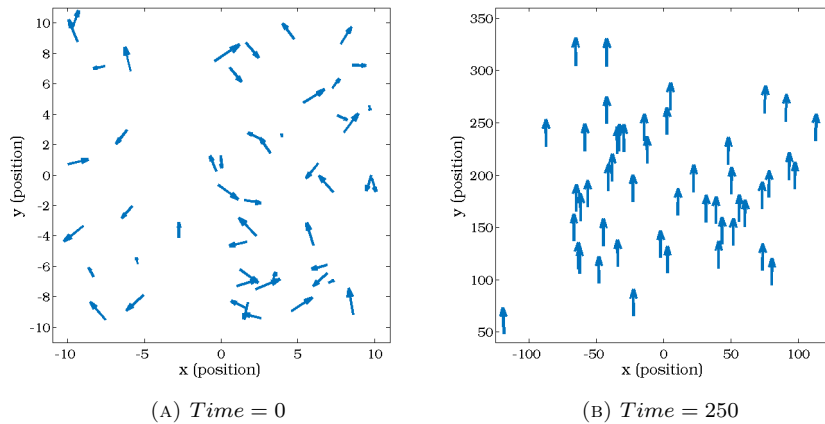 10
8
6
4
2
0
-2
-4
-6
-8
-10
y (position)
-10 -5 0 5 10
x (position)
(A) Time = 0
350
300
250
200
150
100
50
y (position)
-100 -50 0 50 100
x (position)
(B) Time = 250